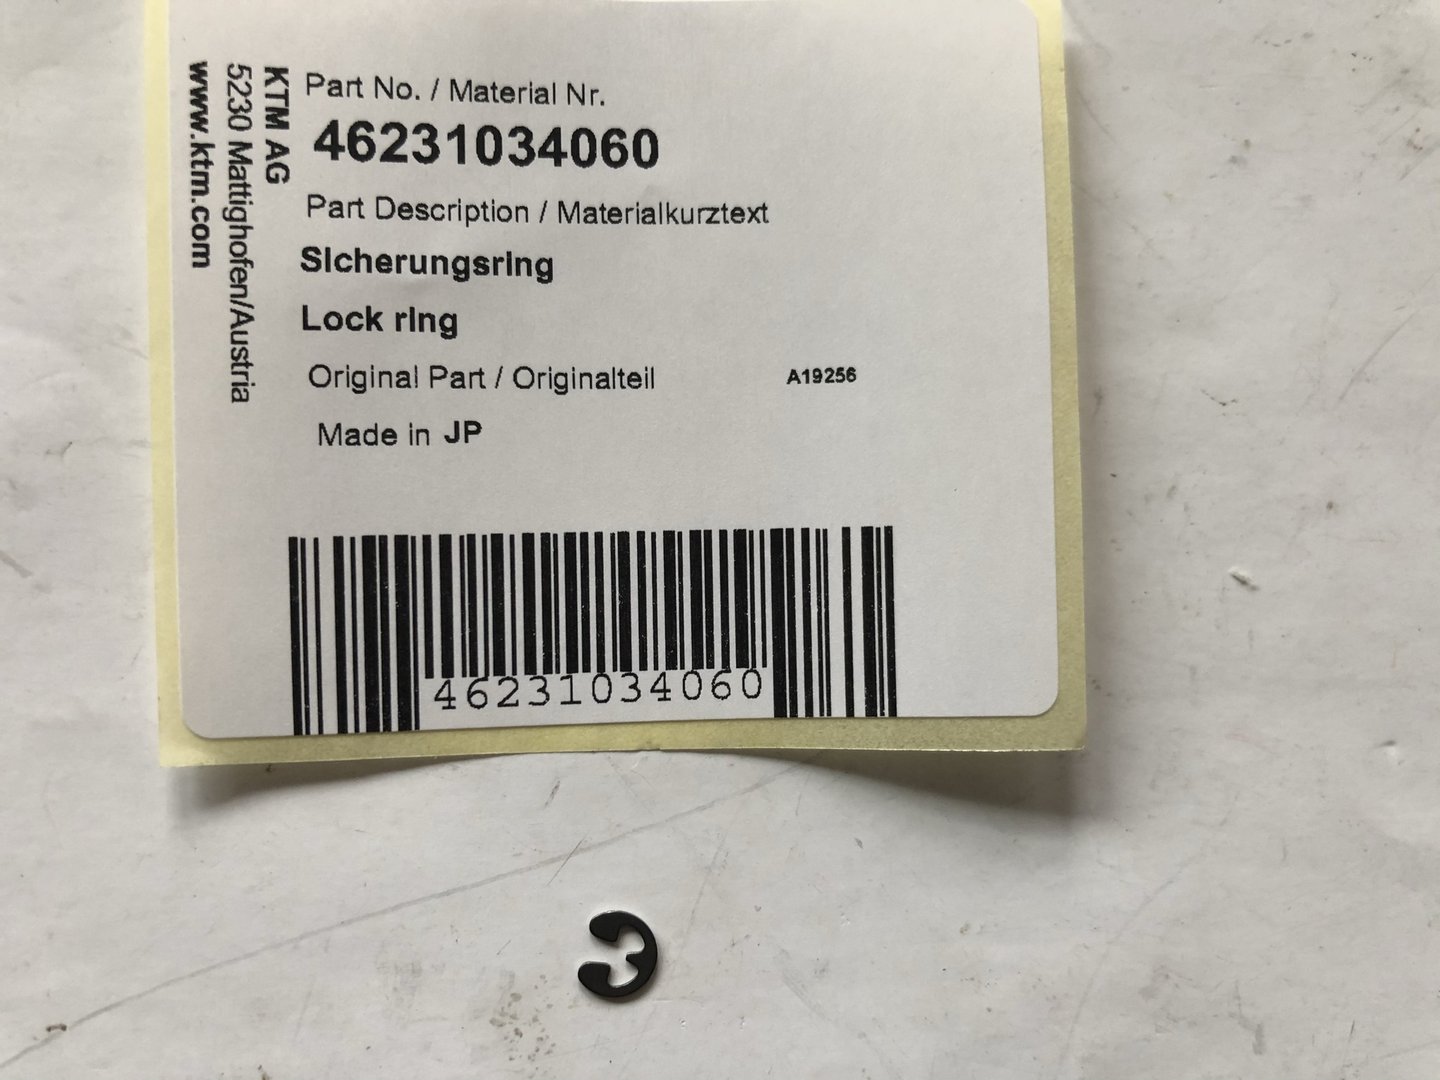 KTM AG
5230 Mattighofen/Austria
www.ktm.com
Part No. / Material Nr.
46231034060
Part Description / Materialkurztext
Sicherungsring
Lock ring
Original Part / Originalteil
A19256
Made in JP
46231034060